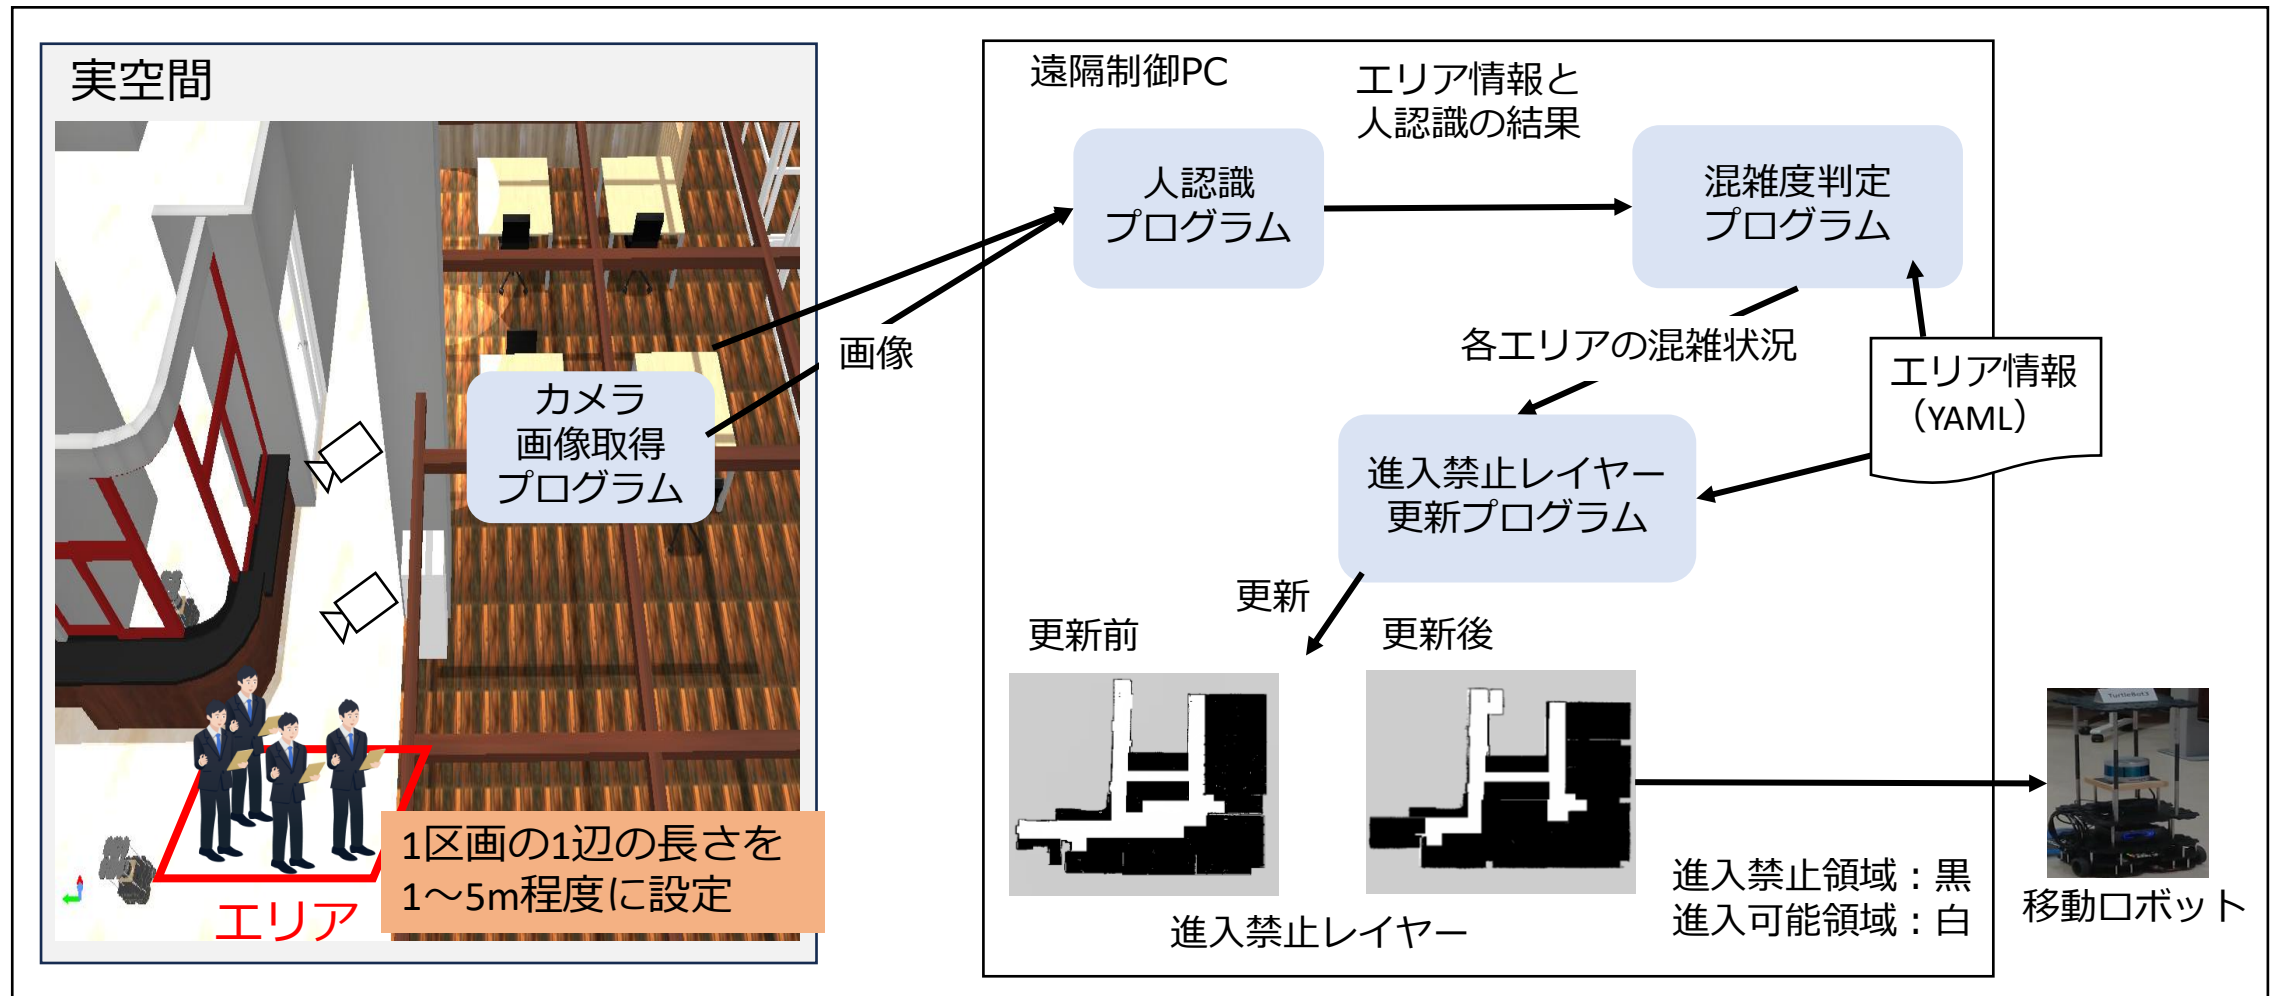 実空間
カメラ
画像取得
プログラム
1区画の1辺の長さを
1～5m程度に設定
エリア
画像
遠隔制御PC
エリア情報と
人認識の結果
人認識
プログラム
混雑度判定
プログラム
各エリアの混雑状況
エリア情報
（YAML）
進入禁止レイヤー
更新プログラム
更新
更新前
更新後
進入禁止レイヤー
進入禁止領域：黒
進入可能領域：白
TurtleBot3
移動ロボット